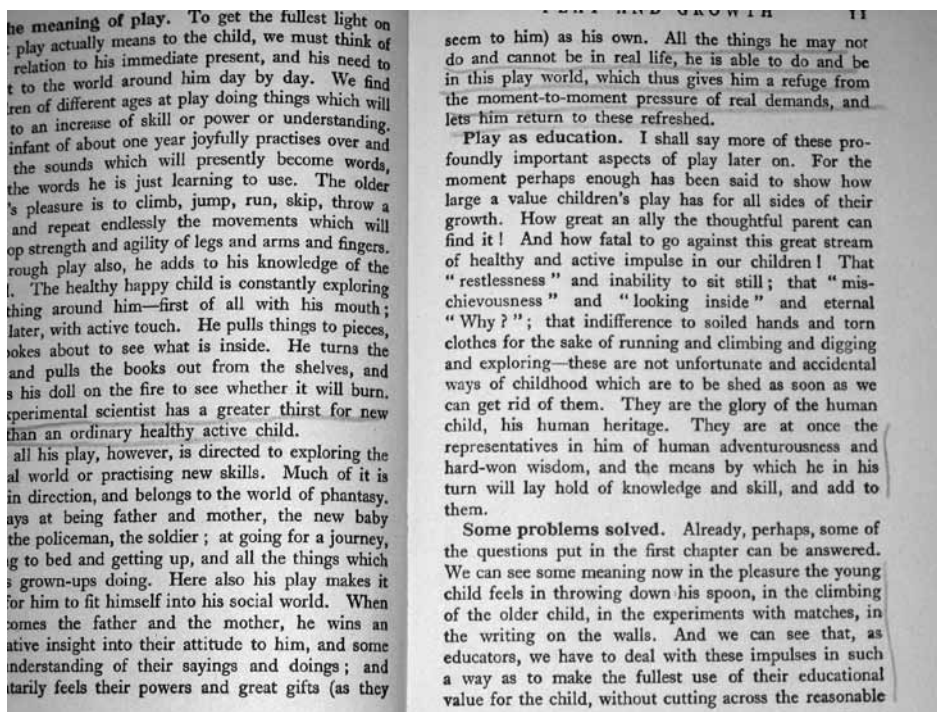 he meaning of play. To get the fullest light on
play actually means to the child, we must think of
relation to his immediate present, and his need to
t to the world around him day by day. We find
ren of different ages at play doing things which will
to an increase of skill or power or understanding.
infant of about one year joyfully practises over and
the sounds which will presently become words,
the words he is just learning to use. The older
's pleasure is to climb, jump, run, skip, throw a
and repeat endlessly the movements which will
op strength and agility of legs and arms and fingers.
rough play also, he adds to his knowledge of the
. The healthy happy child is constantly exploring
thing around him—first of all with his mouth;
later, with active touch. He pulls things to pieces,
okes about to see what is inside. He turns the
and pulls the books out from the shelves, and
s his doll on the fire to see whether it will burn.
perimental scientist has a greater thirst for new
than an ordinary healthy active child.
all his play, however, is directed to exploring the
al world or practising new skills. Much of it is
in direction, and belongs to the world of phantasy.
ays at being father and mother, the new baby
the policeman, the soldier; at going for a journey,
g to bed and getting up, and all the things which
s grown-ups doing. Here also his play makes it
for him to fit himself into his social world. When
comes the father and the mother, he wins an
ative insight into their attitude to him, and some
nderstanding of their sayings and doings; and
tarily feels their powers and great gifts (as they
PLAY AND GROWTH 11
seem to him) as his own. All the things he may not
do and cannot be in real life, he is able to do and be
in this play world, which thus gives him a refuge from
the moment-to-moment pressure of real demands, and
lets him return to these refreshed.
Play as education. I shall say more of these pro-
foundly important aspects of play later on. For the
moment perhaps enough has been said to show how
large a value children's play has for all sides of their
growth. How great an ally the thoughtful parent can
find it! And how fatal to go against this great stream
of healthy and active impulse in our children! That
"restlessness" and inability to sit still; that "mis-
chievousness" and "looking inside" and eternal
"Why?"; that indifference to soiled hands and torn
clothes for the sake of running and climbing and digging
and exploring—these are not unfortunate and accidental
ways of childhood which are to be shed as soon as we
can get rid of them. They are the glory of the human
child, his human heritage. They are at once the
representatives in him of human adventurousness and
hard-won wisdom, and the means by which he in his
turn will lay hold of knowledge and skill, and add to
them.
Some problems solved. Already, perhaps, some of
the questions put in the first chapter can be answered.
We can see some meaning now in the pleasure the young
child feels in throwing down his spoon, in the climbing
of the older child, in the experiments with matches, in
the writing on the walls. And we can see that, as
educators, we have to deal with these impulses in such
a way as to make the fullest use of their educational
value for the child, without cutting across the reasonable